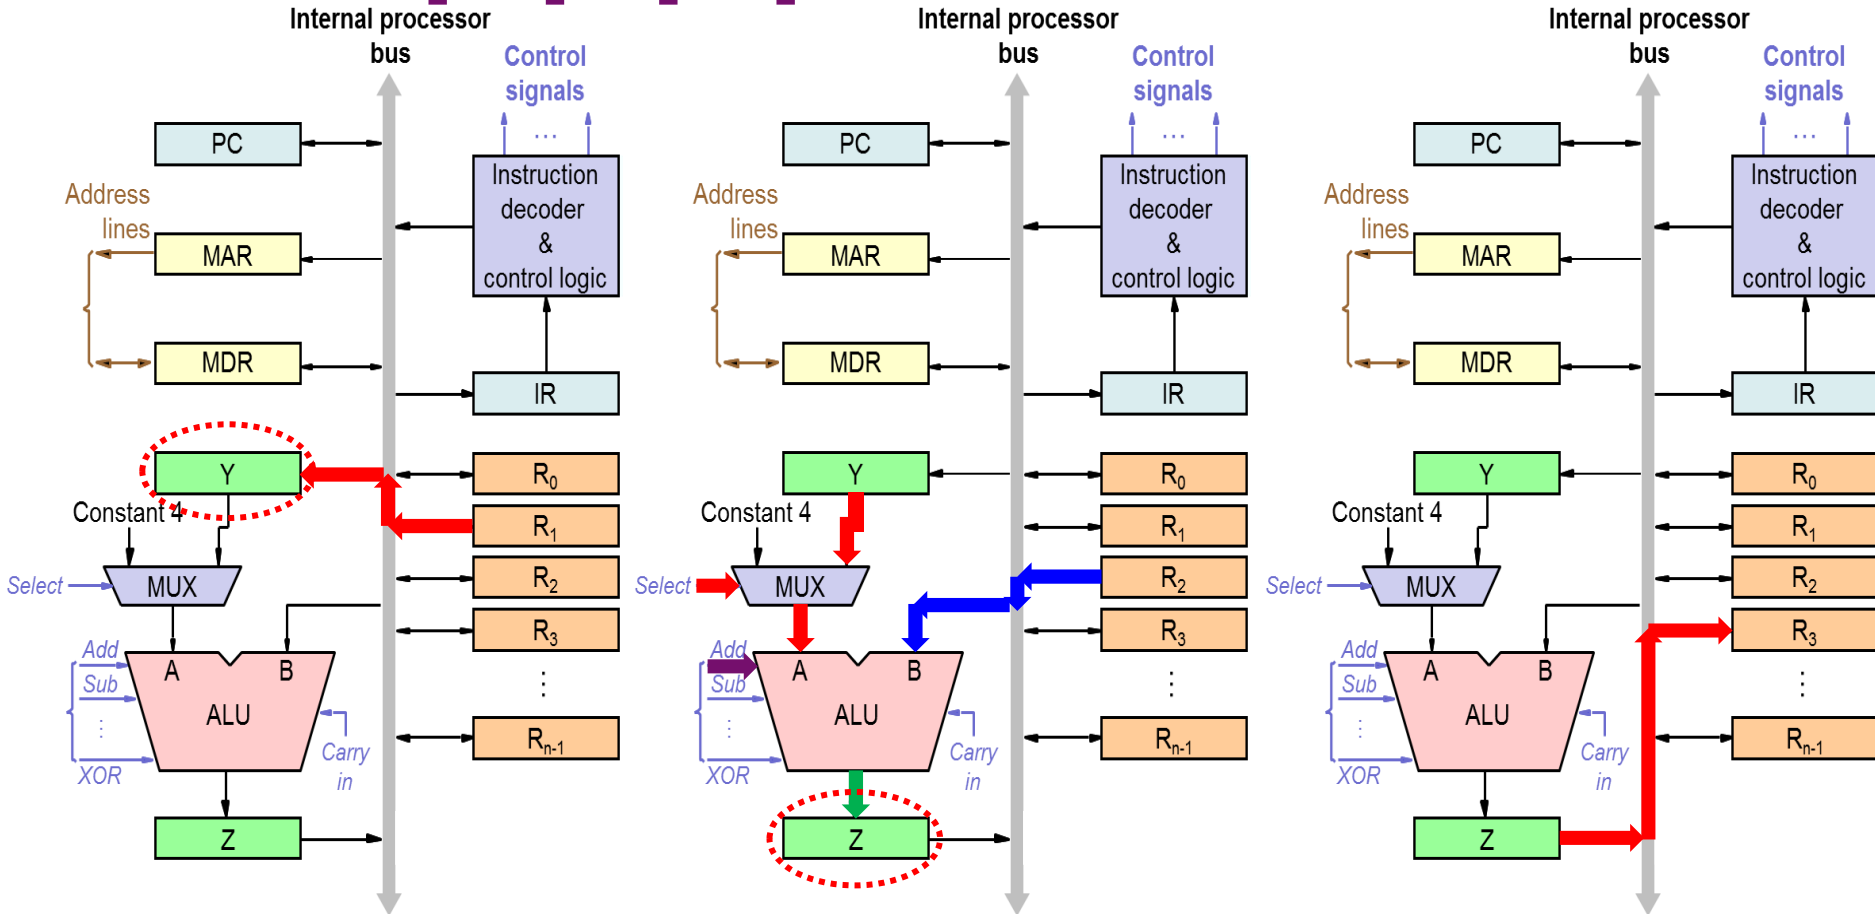 Internal processor
bus
Control
signals
...
PC
Instruction
decoder
&
control logic
Address
lines
MAR
MDR
IR
Y
R0
Constant 4
R1
Select
MUX
R2
R3
Add
A
B
Sub
⋮
ALU
⋮
XOR
Carry
in
Rn-1
Z
Internal processor
bus
Control
signals
...
PC
Instruction
decoder
&
control logic
Address
lines
MAR
MDR
IR
Y
R0
Constant 4
R1
Select
MUX
R2
R3
Add
A
B
Sub
⋮
ALU
⋮
XOR
Carry
in
Rn-1
Z
Internal processor
bus
Control
signals
...
PC
Instruction
decoder
&
control logic
Address
lines
MAR
MDR
IR
Y
R0
Constant 4
R1
Select
MUX
R2
R3
Add
A
B
Sub
⋮
ALU
⋮
XOR
Carry
in
Rn-1
Z